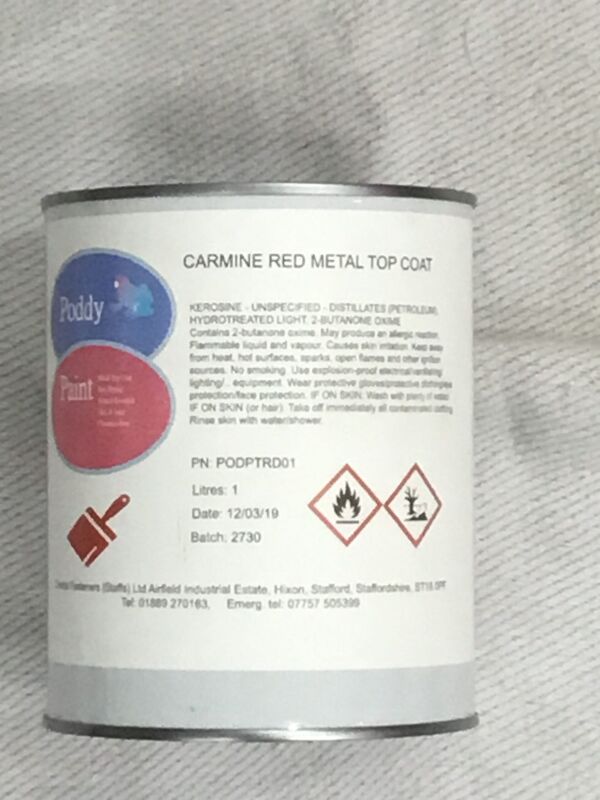 CARMINE RED METAL TOP COAT
Poddy
Paint
KEROSINE - UNSPECIFIED - DISTILLATES (PETROLEUM),
HYDROTREATED LIGHT, 2-BUTANONE OXIME
Contains 2-butanone oxime. May produce an allergic reaction.
Flammable liquid and vapour. Causes skin irritation. Keep away
from heat, hot surfaces, sparks, open flames and other ignition
sources. No smoking. Use explosion-proof electrical/ventilating
lighting/.. equipment. Wear protective gloves/protective
protection/face protection. IF ON SKIN: Wash with plenty of water.
IF ON SKIN (or hair): Take off immediately all contaminated clothing
Rinse skin with water/shower.
PN: PODPTRD01
Litres: 1
Date: 12/03/19
Batch: 2730
Fasteners (Staffs) Ltd Airfield Industrial Estate, Hixon, Stafford, Staffordshire, ST18 0PF
Tel: 01889 270163, Emerg. tel: 07757 505399